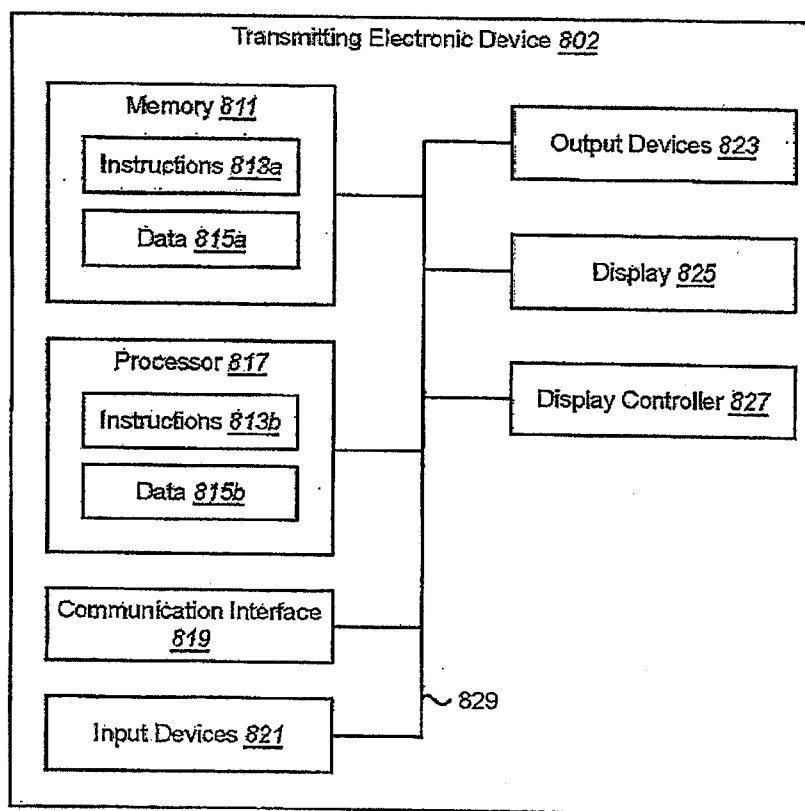 Transmitting Electronic Device 802
Memory 811
Instructions 813a
Data 815a
Processor 817
Instructions 813b
Data 815b
Communication Interface
819
Input Devices 821
Output Devices 823
Display 825
Display Controller 827
829